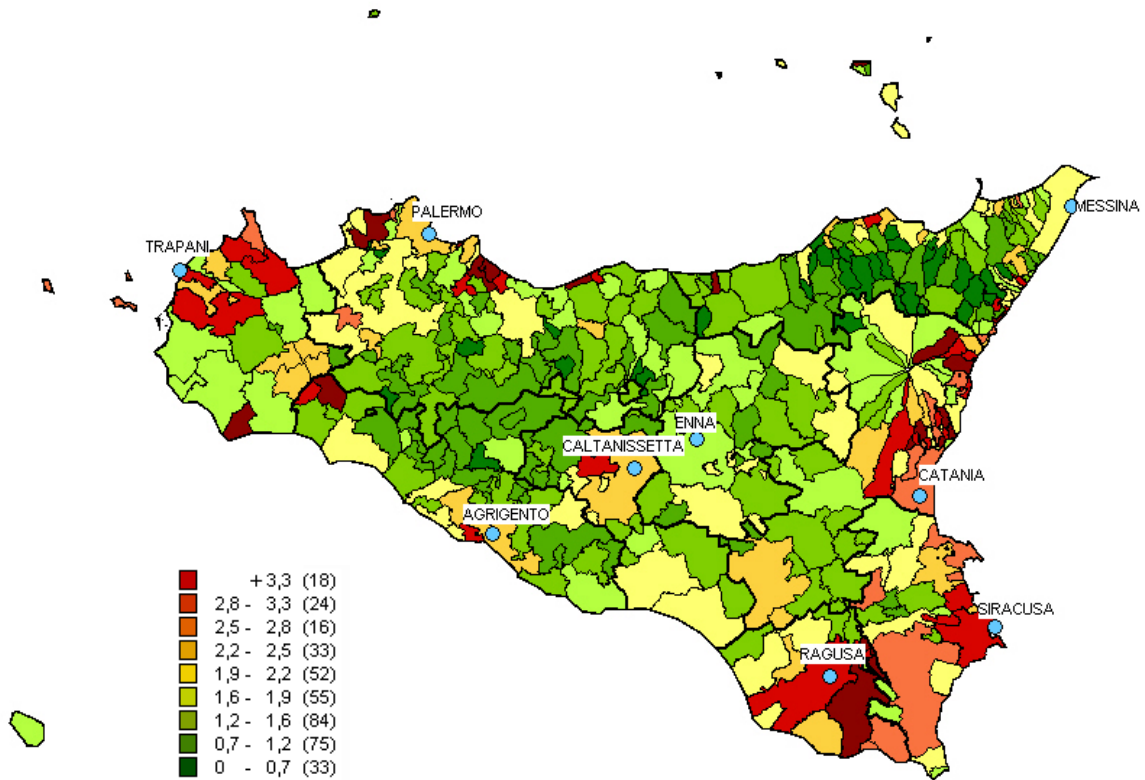 PALERMO
MESSINA
TRAPANI
ENNA
CALTANISSETTA
CATANIA
AGRIGENTO
SIRACUSA
RAGUSA
+ 3,3 (18)
2,8 - 3,3 (24)
2,5 - 2,8 (16)
2,2 - 2,5 (33)
1,9 - 2,2 (52)
1,6 - 1,9 (55)
1,2 - 1,6 (84)
0,7 - 1,2 (75)
0 - 0,7 (33)